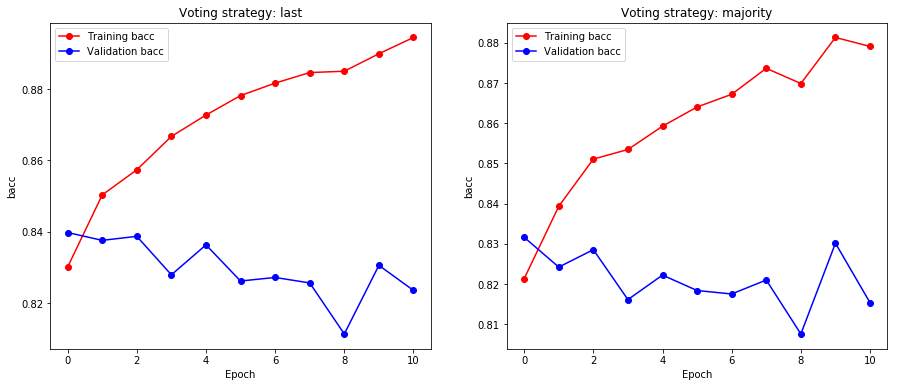 Voting strategy: last
Training bacc
Validation bacc
0.88
0.86
0.84
0.82
bacc
0 2 4 6 8 10
Epoch
Voting strategy: majority
Training bacc
Validation bacc
0.88
0.87
0.86
0.85
0.84
0.83
0.82
0.81
bacc
0 2 4 6 8 10
Epoch